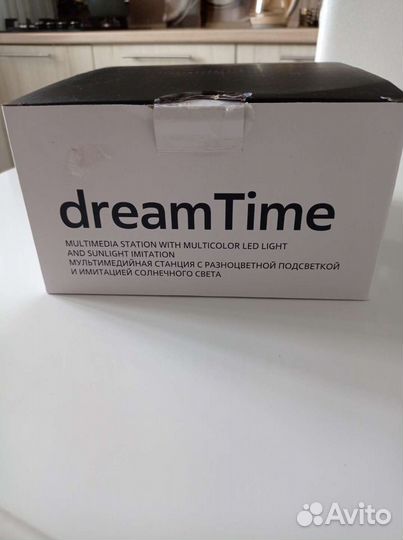 dreamTime
MULTIMEDIA STATION WITH MULTICOLOR LED LIGHT
AND SUNLIGHT IMITATION
МУЛЬТИМЕДИЙНАЯ СТАНЦИЯ С РАЗНОЦВЕТНОЙ ПОДСВЕТКОЙ
И ИМИТАЦИЕЙ СОЛНЕЧНОГО СВЕТА
Avito